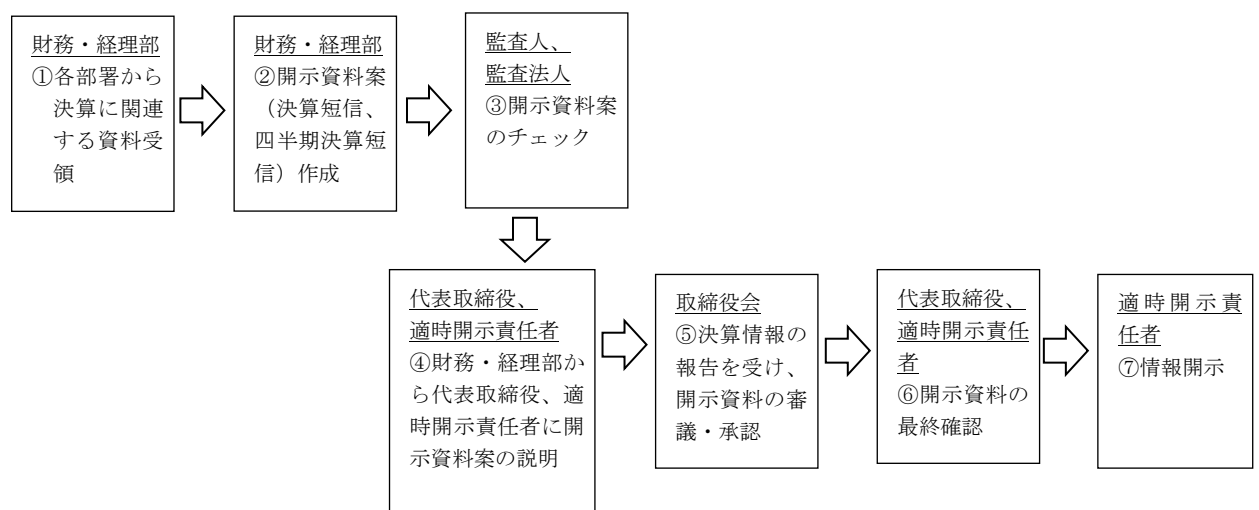 財務・経理部
①各部署から
決算に関連
する資料受
領
財務・経理部
②開示資料案
（決算短信、
四半期決算短
信）作成
監査人、
監査法人
③開示資料案
のチェック
代表取締役、
適時開示責任者
④財務・経理部か
ら代表取締役、適
時開示責任者に開
示資料案の説明
取締役会
⑤決算情報の
報告を受け、
開示資料の審
議・承認
代表取締役、
適時開示責任
者
⑥開示資料の
最終確認
適時開示責
任者
⑦情報開示